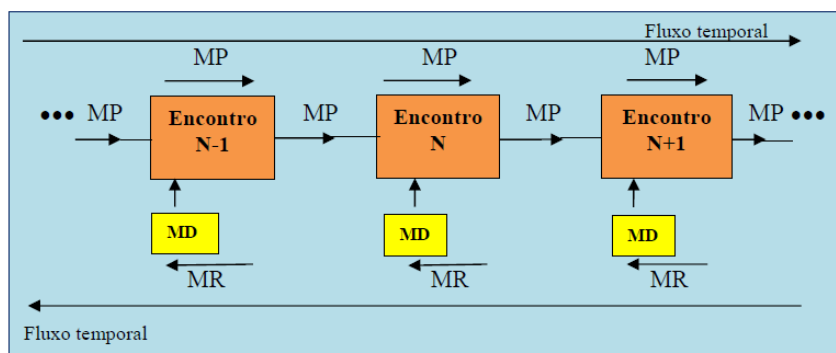 Fluxo temporal
MP MP MP
••• MP Encontro N-1 MP Encontro N MP Encontro N+1 MP •••
MD MD MD
MR MR MR
Fluxo temporal